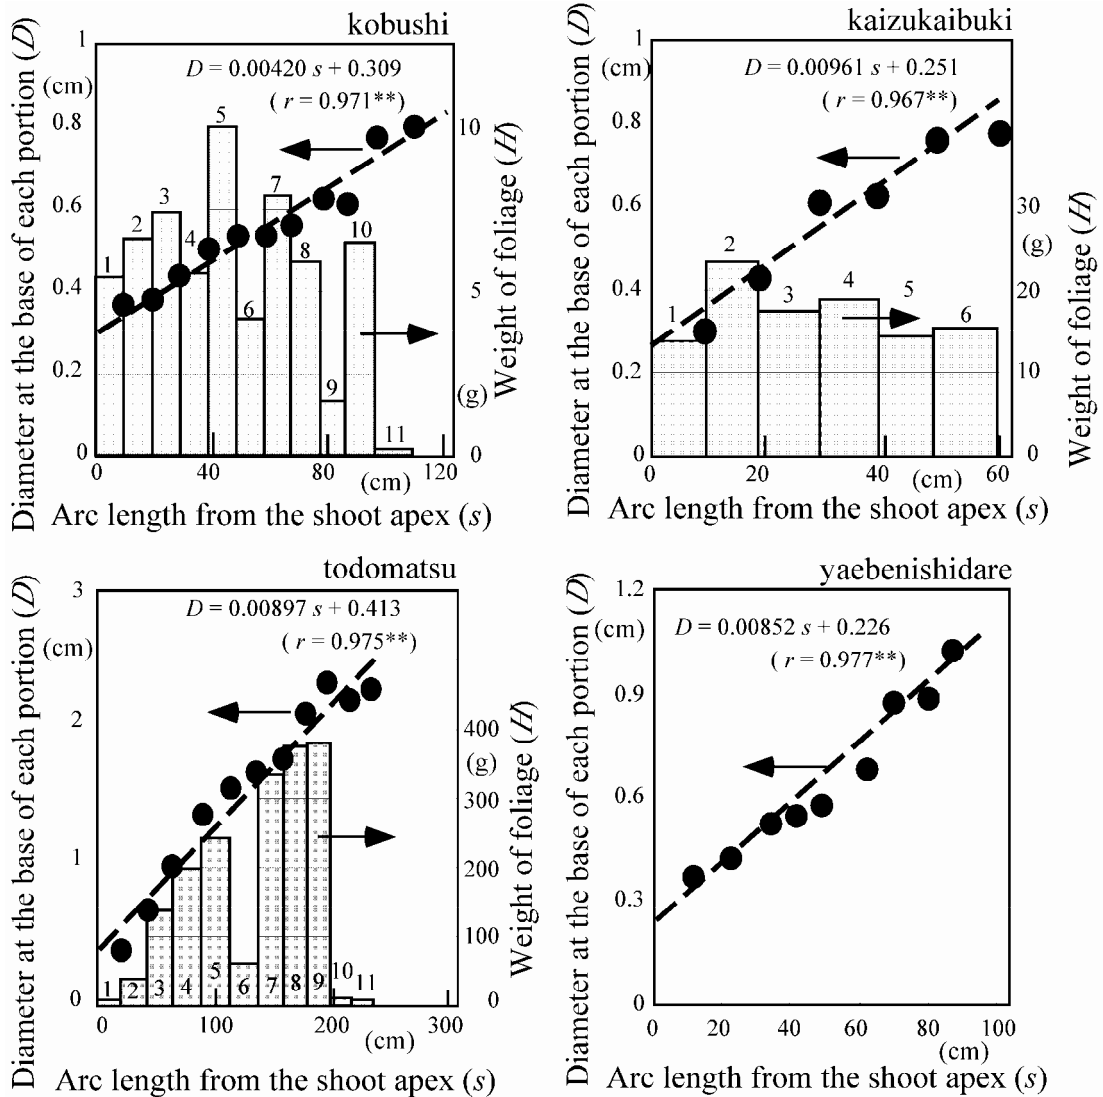 kobushi
Diameter at the base of each portion (D)
1
(cm)
0.8
0.6
0.4
0.2
0
D = 0.00420 s + 0.309
( r = 0.971**)
1
2
3
4
5
6
7
8
9
10
11
10
5
(g)
0
Weight of foliage (H)
0
40
80
120
(cm)
Arc length from the shoot apex (s)
kaizukaibuki
Diameter at the base of each portion (D)
1
(cm)
0.8
0.6
0.4
0.2
0
D = 0.00961 s + 0.251
( r = 0.967**)
1
2
3
4
5
6
30
(g)
20
10
0
Weight of foliage (H)
0
20
40
60
(cm)
Arc length from the shoot apex (s)
todomatsu
Diameter at the base of each portion (D)
3
(cm)
2
1
0
D = 0.00897 s + 0.413
( r = 0.975**)
1
2
3
4
5
6
7
8
9
10
11
400
(g)
300
200
100
0
Weight of foliage (H)
0
100
200
300
(cm)
Arc length from the shoot apex (s)
yaebenishidare
Diameter at the base of each portion (D)
1.2
(cm)
0.9
0.6
0.3
0
D = 0.00852 s + 0.226
( r = 0.977**)
0
20
40
60
80
100
(cm)
Arc length from the shoot apex (s)